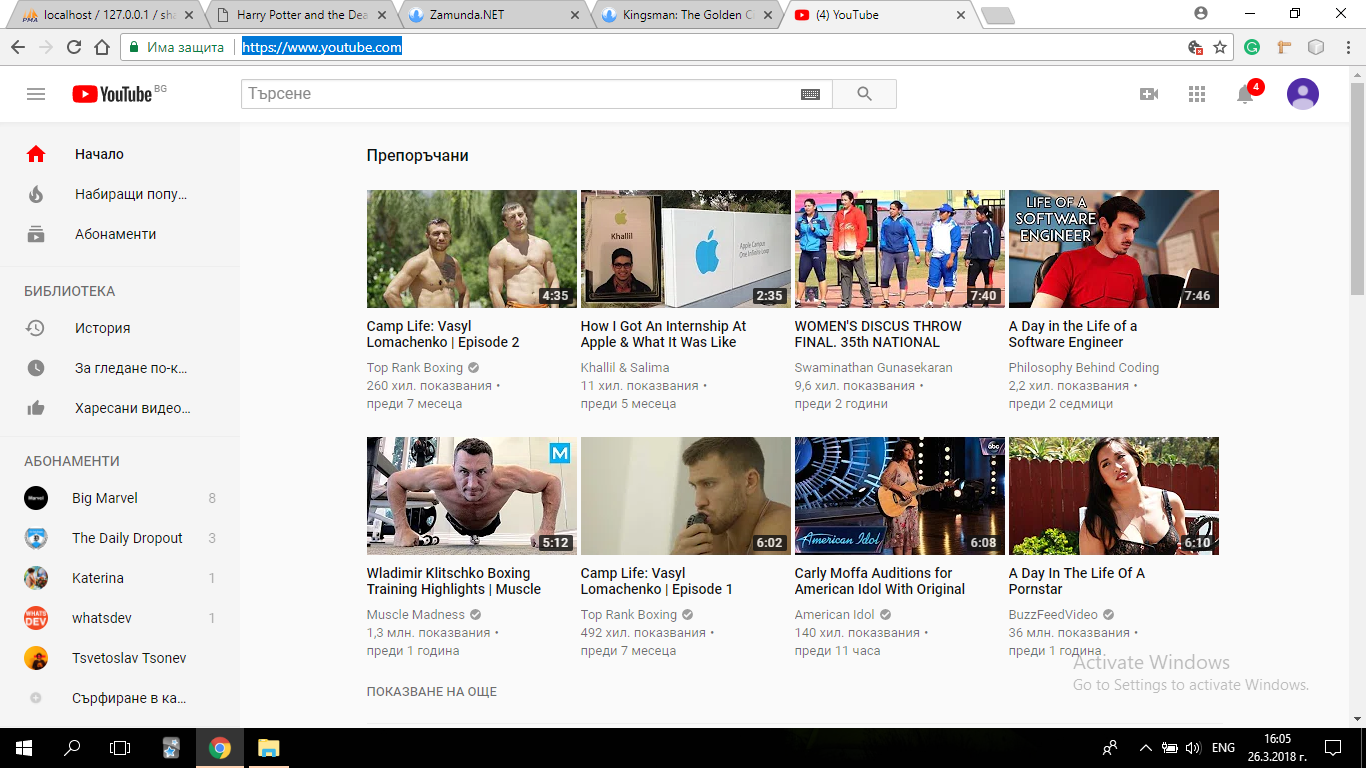 localhost / 127.0.0.1 / sha
Harry Potter and the Dea
Zamunda.NET
Kingsman: The Golden C
(4) YouTube
Има защита
https://www.youtube.com
YouTube BG
Търсене
4
Начало
Набиращи попу...
Абонаменти
БИБЛИОТЕКА
История
За гледане по-к...
Харесани видео...
АБОНАМЕНТИ
Big Marvel 8
The Daily Dropout 3
Katerina 1
WHATS
DEV
whatsdev 1
Tsvetoslav Tsonev
Сърфиране в ка...
Препоръчани
4:35
Camp Life: Vasyl
Lomachenko | Episode 2
Top Rank Boxing
260 хил. показвания •
преди 7 месеца
Khallil
Apple Campus
One Infinite Loop
2:35
How I Got An Internship At
Apple & What It Was Like
Khallil & Salima
11 хил. показвания •
преди 5 месеца
7:40
WOMEN'S DISCUS THROW
FINAL. 35th NATIONAL
Swaminathan Gunasekaran
9,6 хил. показвания •
преди 2 години
LIFE OF A
SOFTWARE
ENGINEER
7:46
A Day in the Life of a
Software Engineer
Philosophy Behind Coding
2,2 хил. показвания •
преди 2 седмици
M
5:12
Wladimir Klitschko Boxing
Training Highlights | Muscle
Muscle Madness
1,3 млн. показвания •
преди 1 година
6:02
Camp Life: Vasyl
Lomachenko | Episode 1
Top Rank Boxing
492 хил. показвания •
преди 7 месеца
abc
American Idol
6:08
Carly Moffa Auditions for
American Idol With Original
American Idol
140 хил. показвания •
преди 11 часа
6:10
A Day In The Life Of A
Pornstar
BuzzFeedVideo
36 млн. показвания •
преди 1 година
ПОКАЗВАНЕ НА ОЩЕ
Activate Windows
Go to Settings to activate Windows.
ENG
16:05
26.3.2018 г.